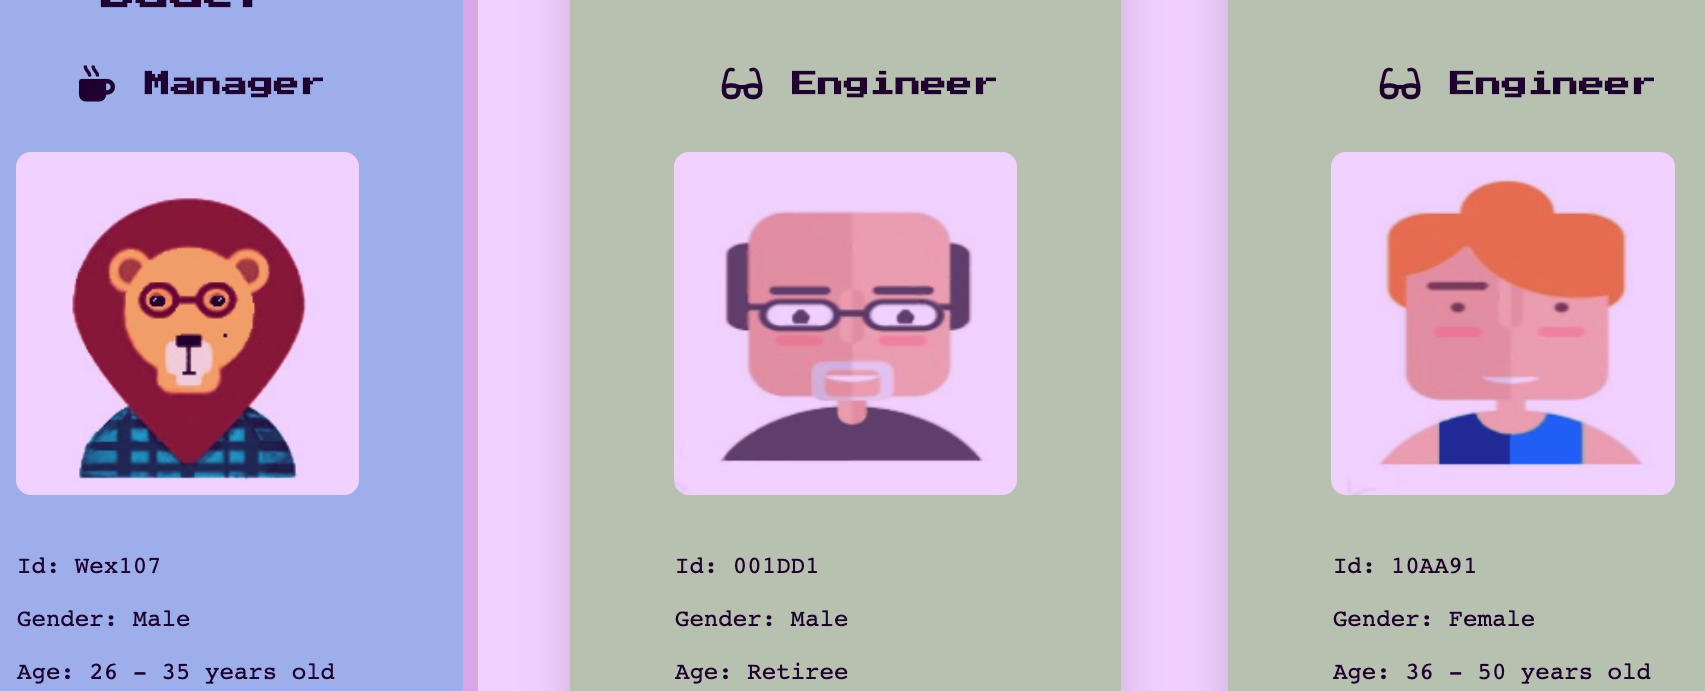 Manager
Id: Wex107
Gender: Male
Age: 26 - 35 years old
Engineer
Id: 001DD1
Gender: Male
Age: Retiree
Engineer
Id: 10AA91
Gender: Female
Age: 36 - 50 years old